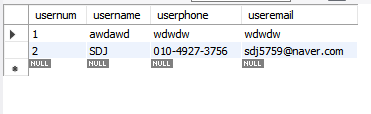 usernum username userphone useremail
1 awdawd wdwdw wdwdw
2 SDJ 010-4927-3756 sdj5759@naver.com
NULL NULL NULL NULL